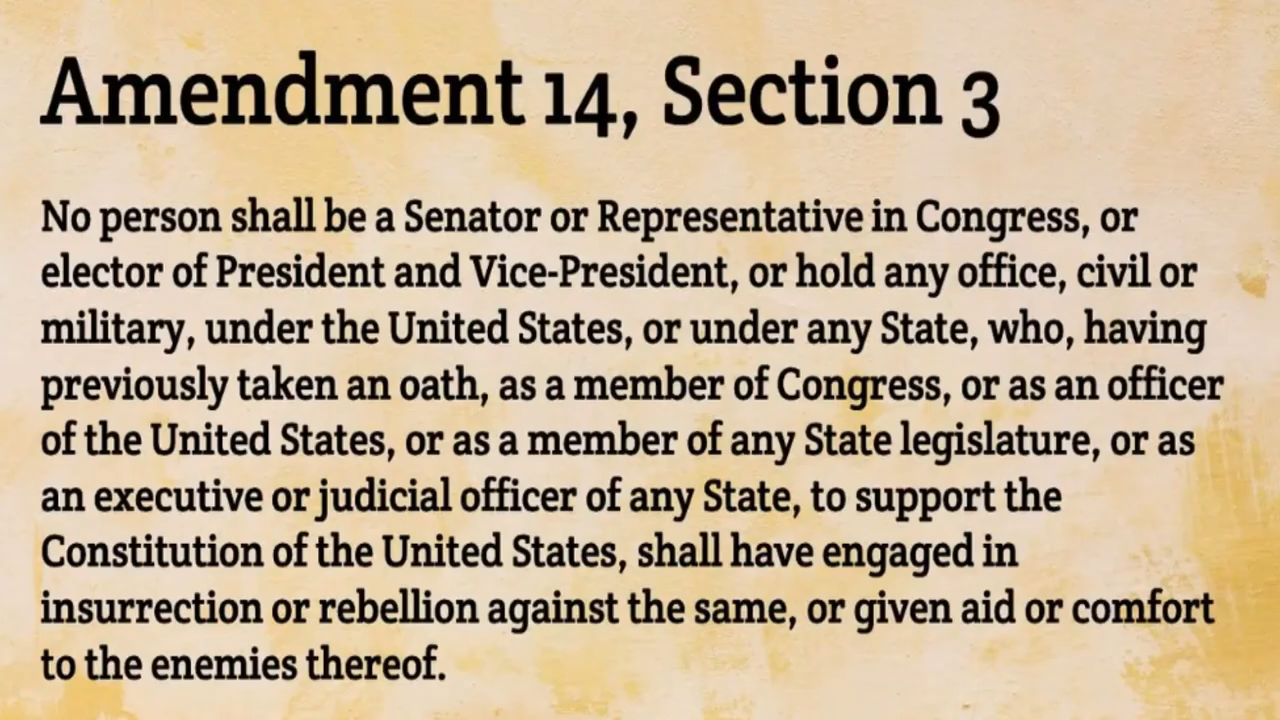 Amendment 14, Section 3
No person shall be a Senator or Representative in Congress, or
elector of President and Vice-President, or hold any office, civil or
military, under the United States, or under any State, who, having
previously taken an oath, as a member of Congress, or as an officer
of the United States, or as a member of any State legislature, or as
an executive or judicial officer of any State, to support the
Constitution of the United States, shall have engaged in
insurrection or rebellion against the same, or given aid or comfort
to the enemies thereof.